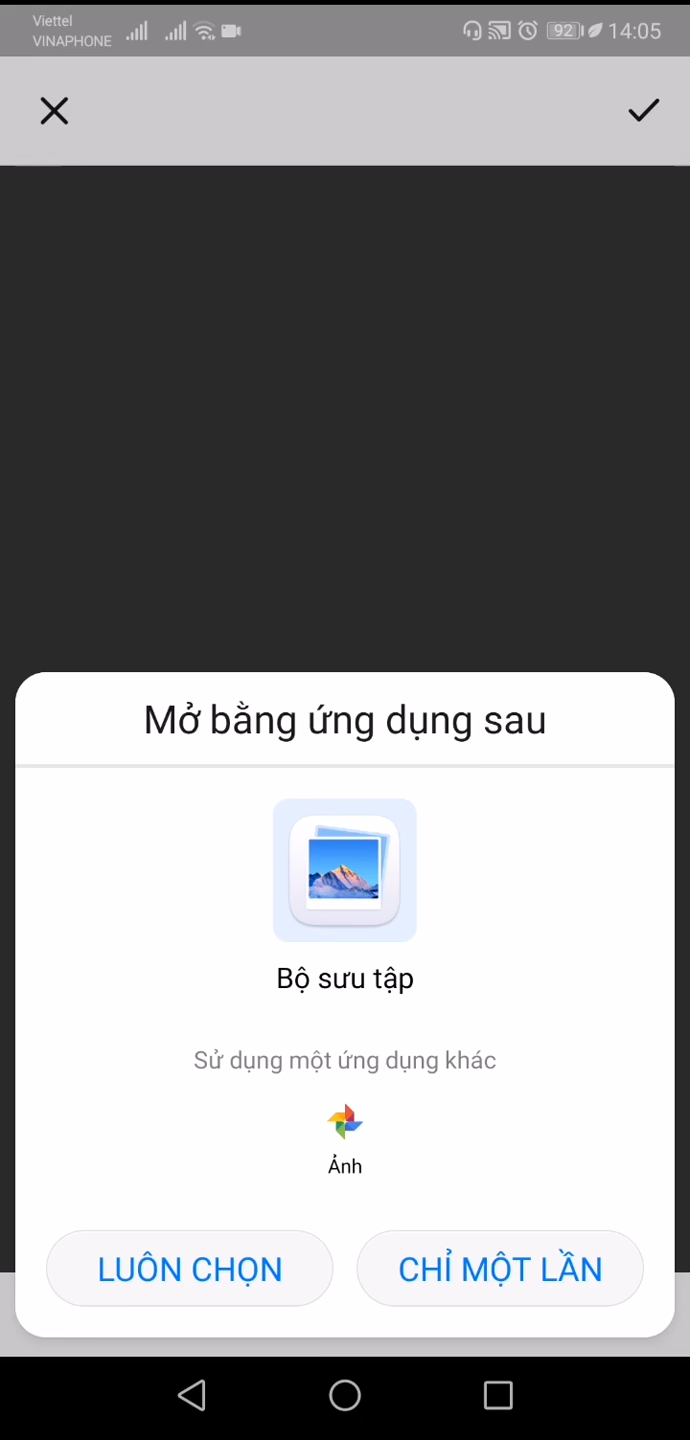 Viettel
VINAPHONE
92
14:05
Mở bằng ứng dụng sau
Bộ sưu tập
Sử dụng một ứng dụng khác
Ảnh
LUÔN CHỌN
CHỈ MỘT LẦN